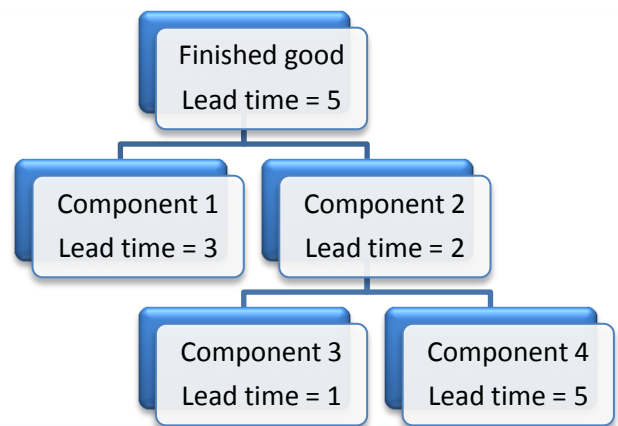 Finished good
Lead time = 5
Component 1
Lead time = 3
Component 2
Lead time = 2
Component 3
Lead time = 1
Component 4
Lead time = 5